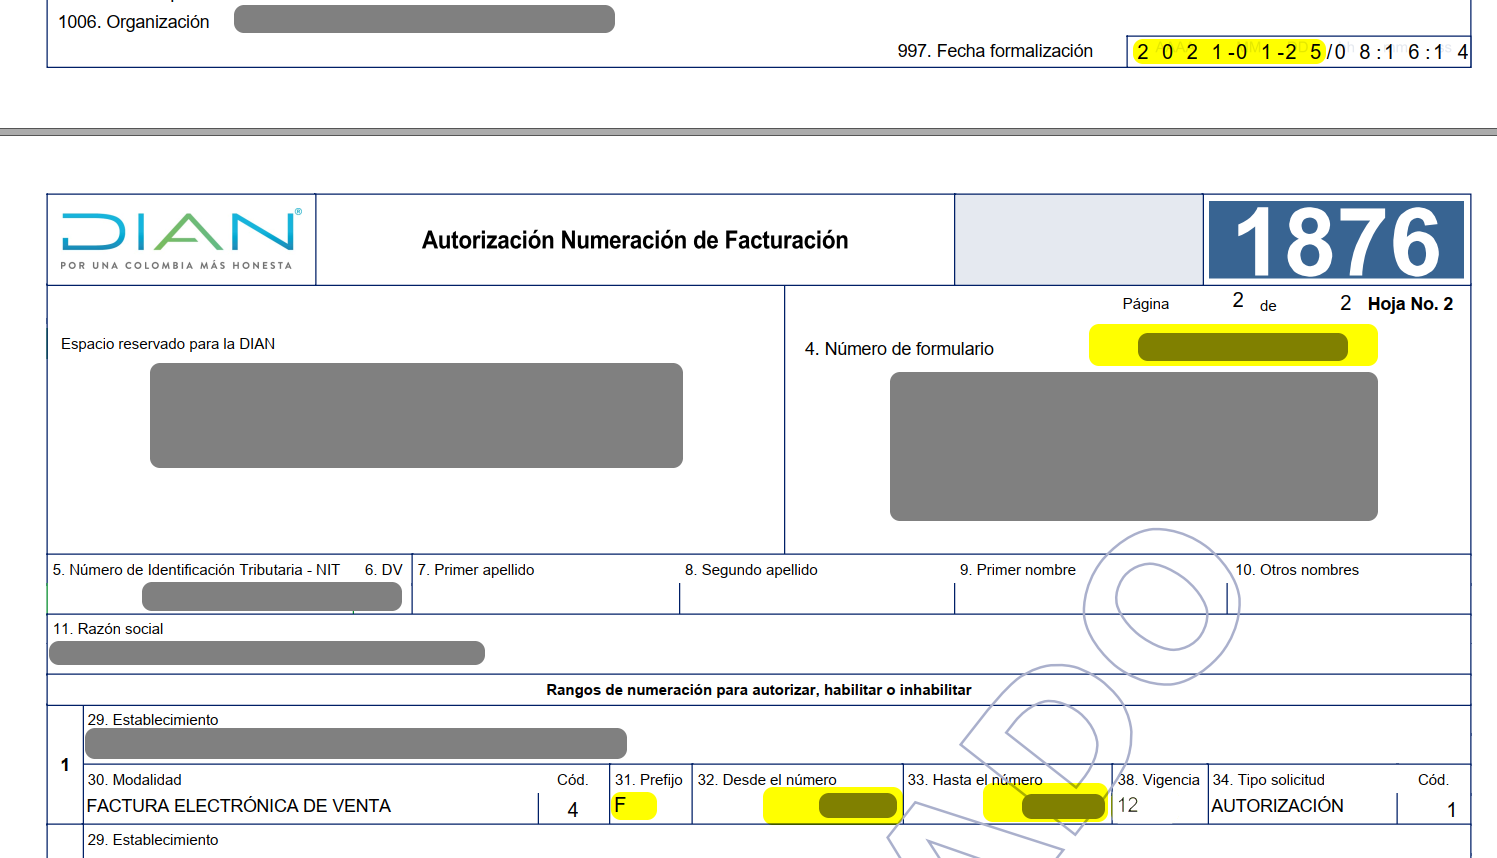 1006. Organización
997. Fecha formalización 2021-01-25/08:16:14
DIAN®
POR UNA COLOMBIA MÁS HONESTA
Autorización Numeración de Facturación
1876
Página 2 de 2 Hoja No. 2
Espacio reservado para la DIAN
4. Número de formulario
5. Número de Identificación Tributaria - NIT 6. DV 7. Primer apellido 8. Segundo apellido 9. Primer nombre 10. Otros nombres
11. Razón social
Rangos de numeración para autorizar, habilitar o inhabilitar
1
29. Establecimiento
30. Modalidad Cód. 31. Prefijo 32. Desde el número 33. Hasta el número 38. Vigencia 34. Tipo solicitud Cód.
FACTURA ELECTRÓNICA DE VENTA 4 F 12 AUTORIZACIÓN 1
29. Establecimiento
ADO